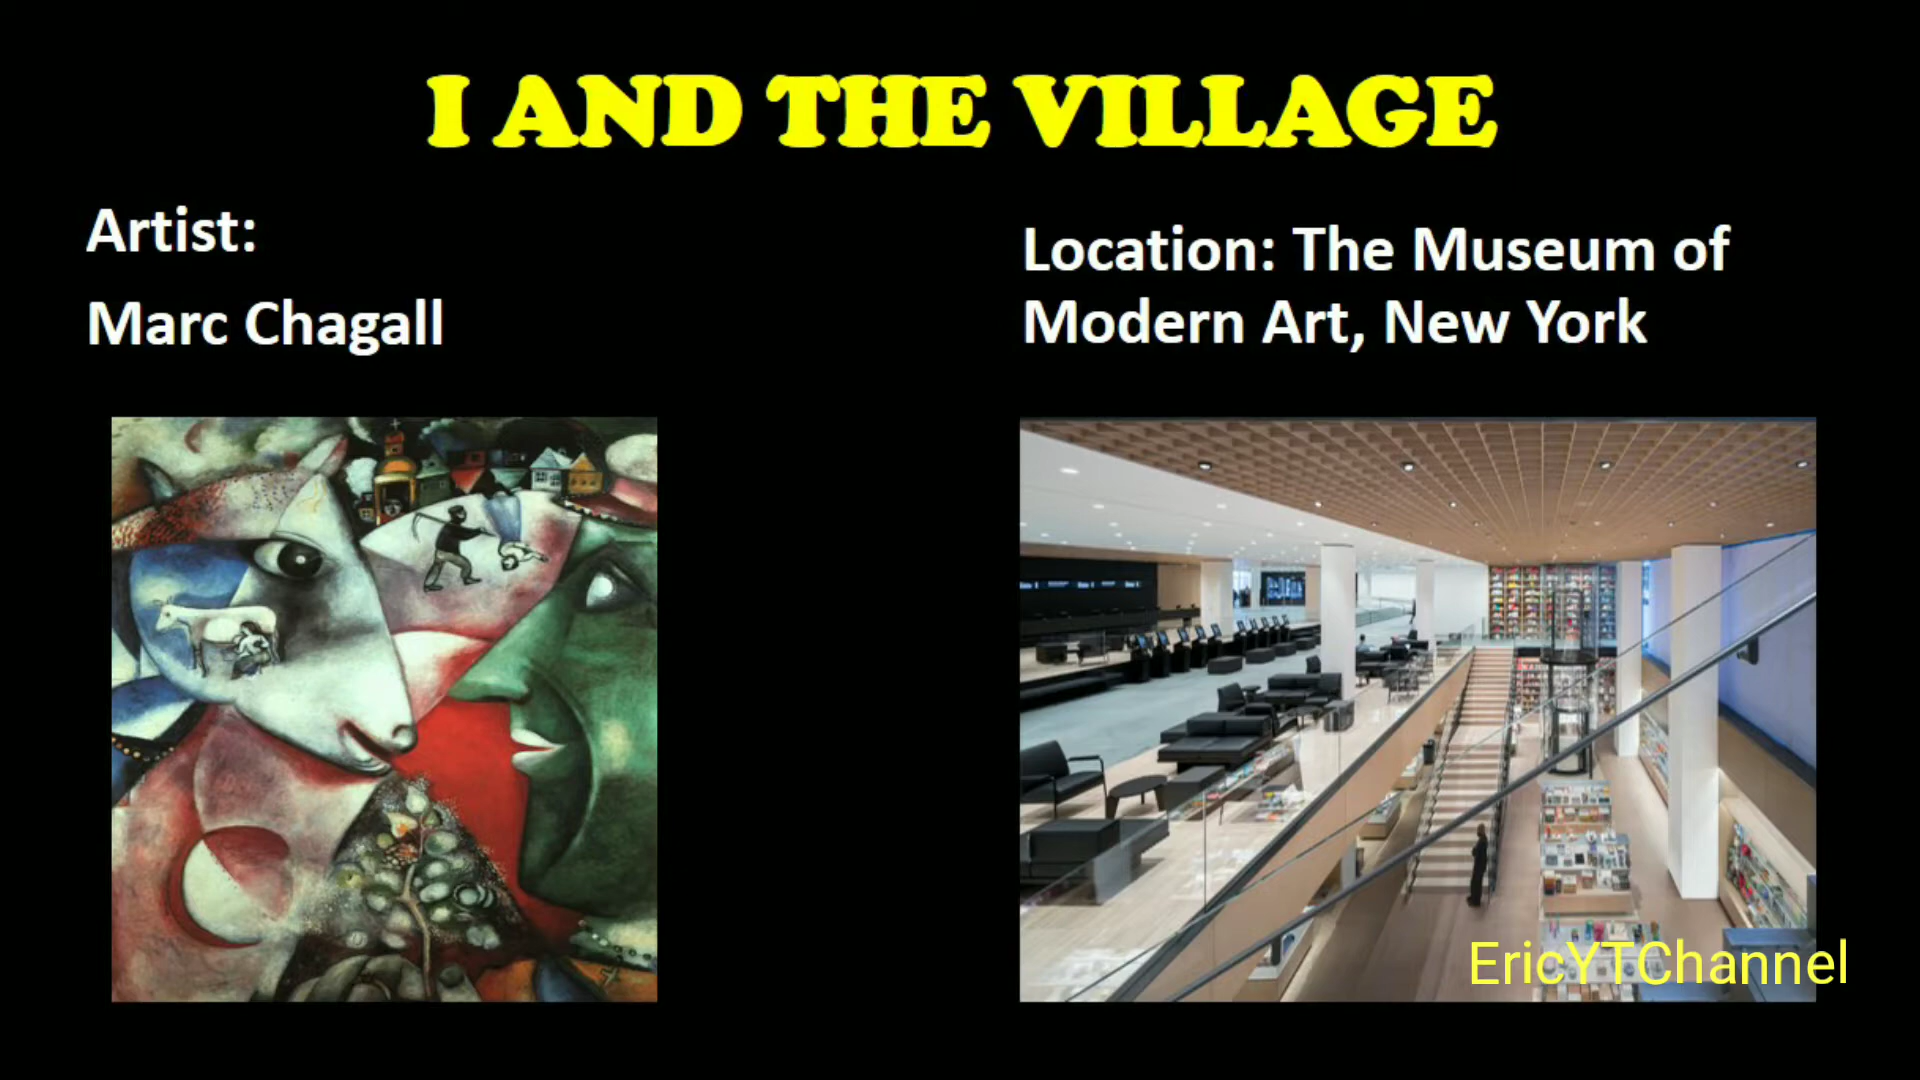 I AND THE VILLAGE
Artist:
Marc Chagall
Location: The Museum of
Modern Art, New York
EricYTChannel